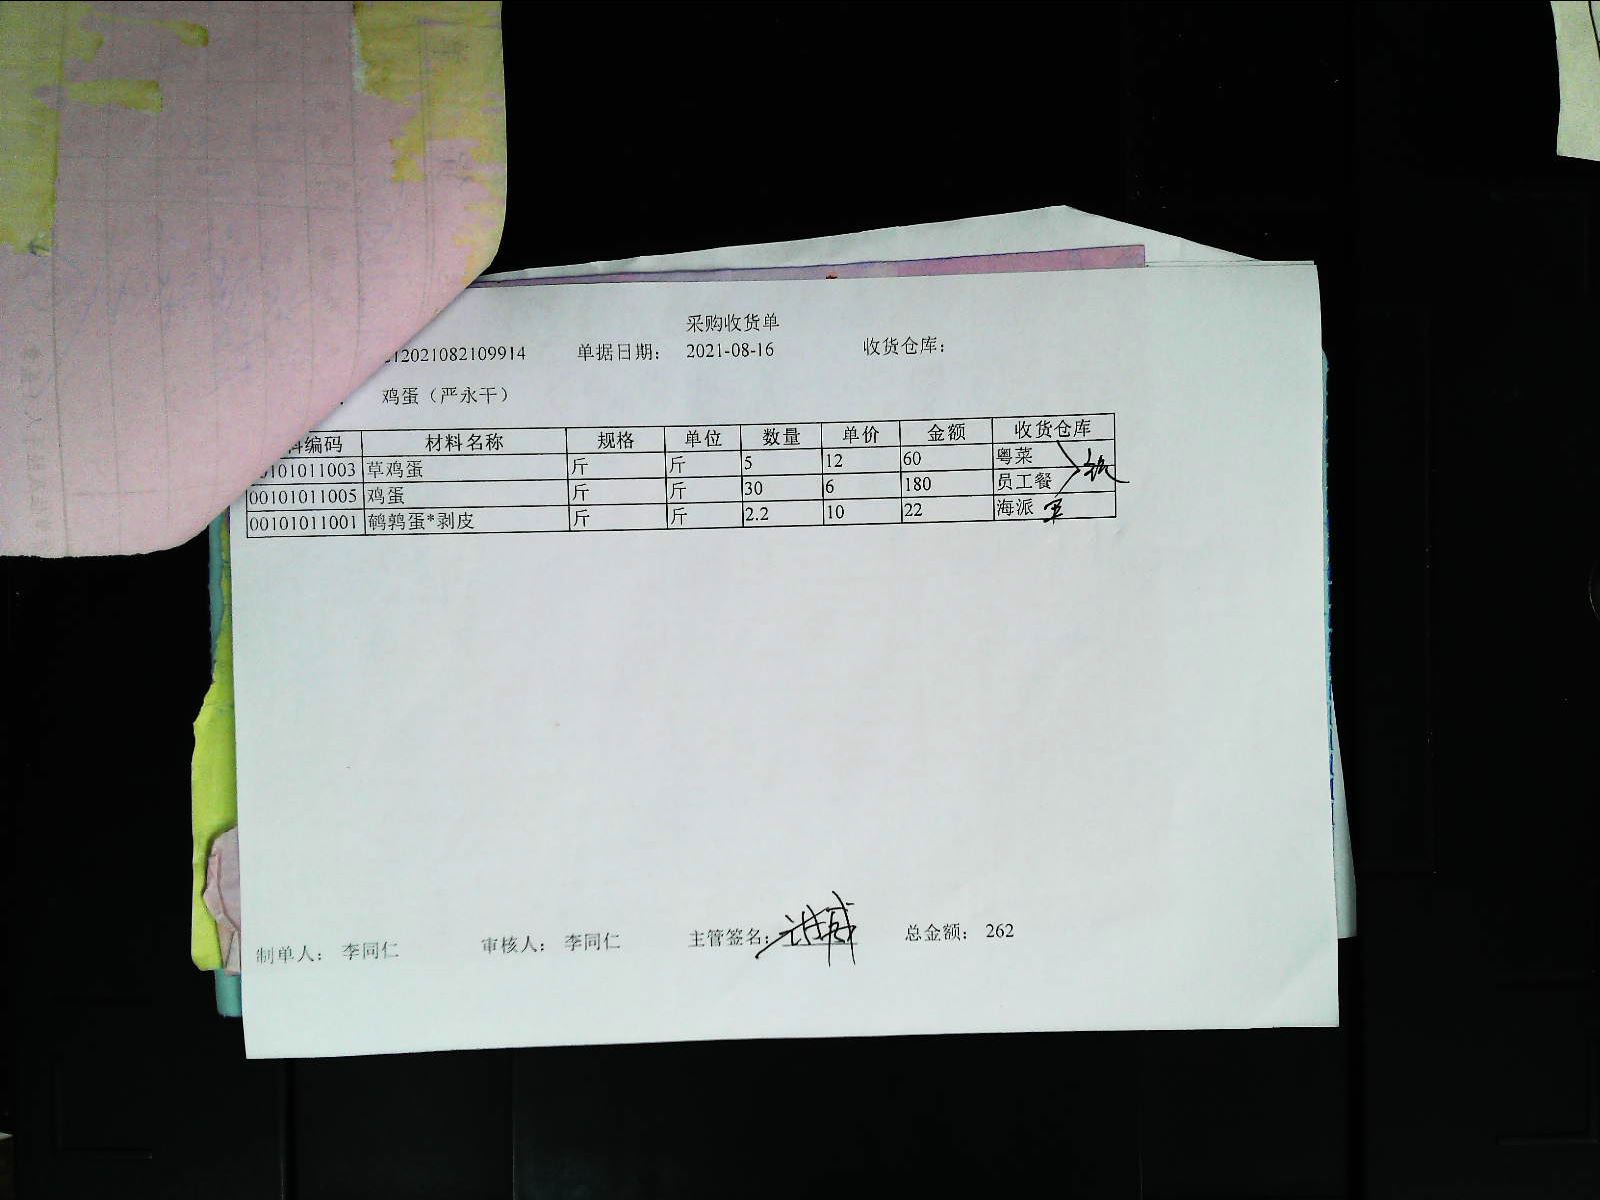 采购收货单
12021082109914 单据日期： 2021-08-16 收货仓库：
鸡蛋（严永干）
料编码 材料名称 规格 单位 数量 单价 金额 收货仓库
00101011003 草鸡蛋 斤 斤 5 12 60 粤菜
00101011005 鸡蛋 斤 斤 30 6 180 员工餐
00101011001 鹌鹑蛋*剥皮 斤 斤 2.2 10 22 海派
制单人： 李同仁 审核人： 李同仁 主管签名： 总金额： 262